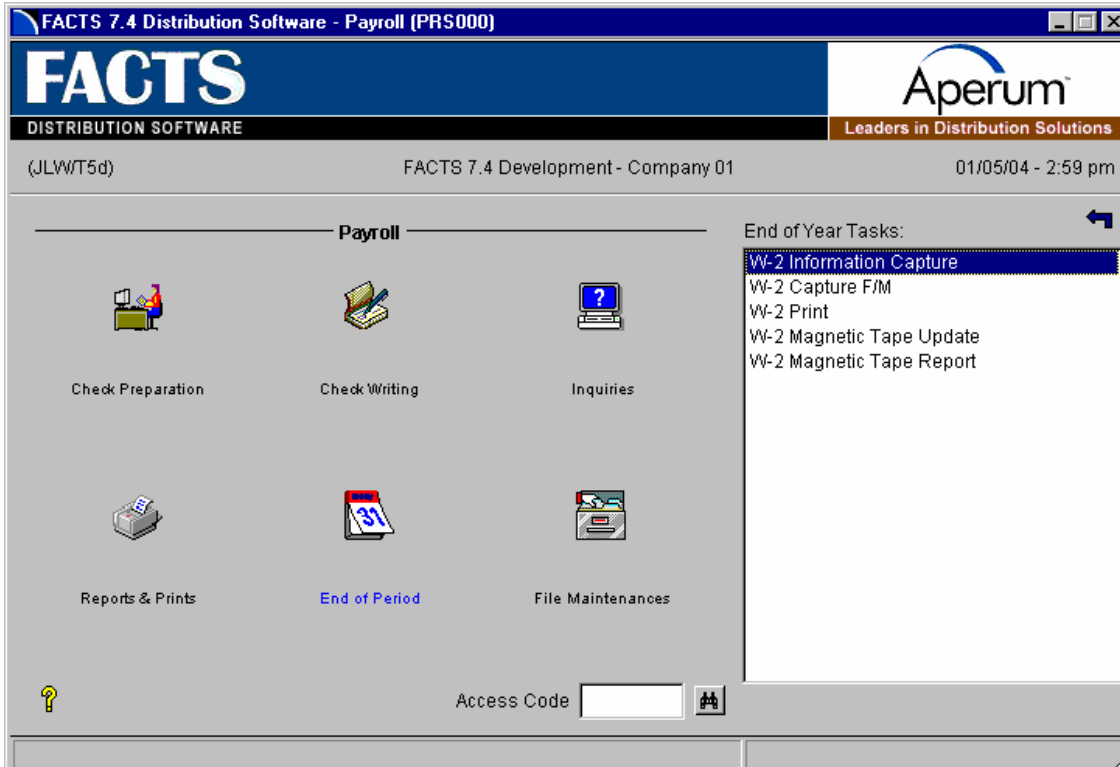 FACTS 7.4 Distribution Software - Payroll (PRS000)
FACTS
DISTRIBUTION SOFTWARE
Aperum™
Leaders in Distribution Solutions
(JLW/T5d)
FACTS 7.4 Development - Company 01
01/05/04 - 2:59 pm
Payroll
Check Preparation
Check Writing
Inquiries
Reports & Prints
31
End of Period
File Maintenances
Access Code
End of Year Tasks:
W-2 Information Capture
W-2 Capture F/M
W-2 Print
W-2 Magnetic Tape Update
W-2 Magnetic Tape Report